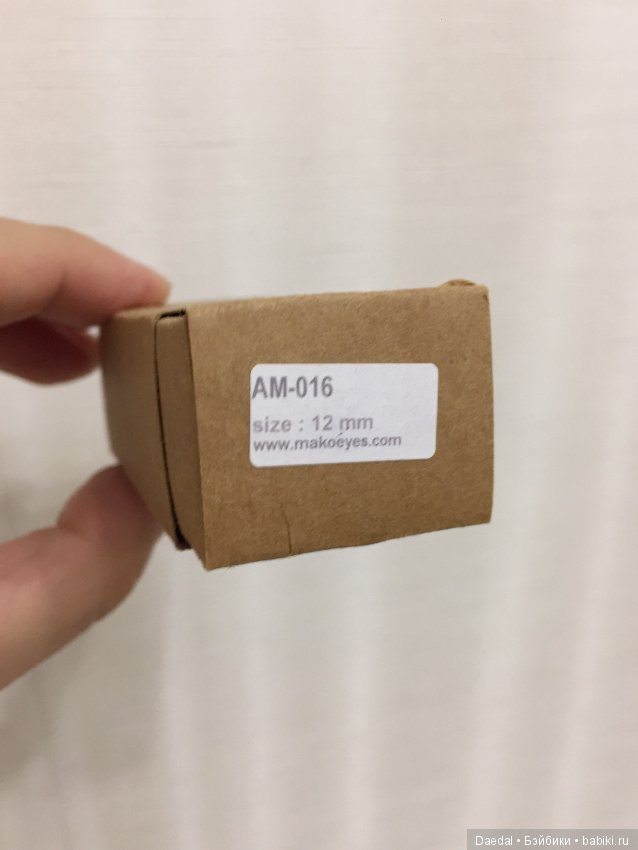 AM-016
size : 12 mm
www.makoeyes.com
Daedal • Бэйбики • babiki.ru